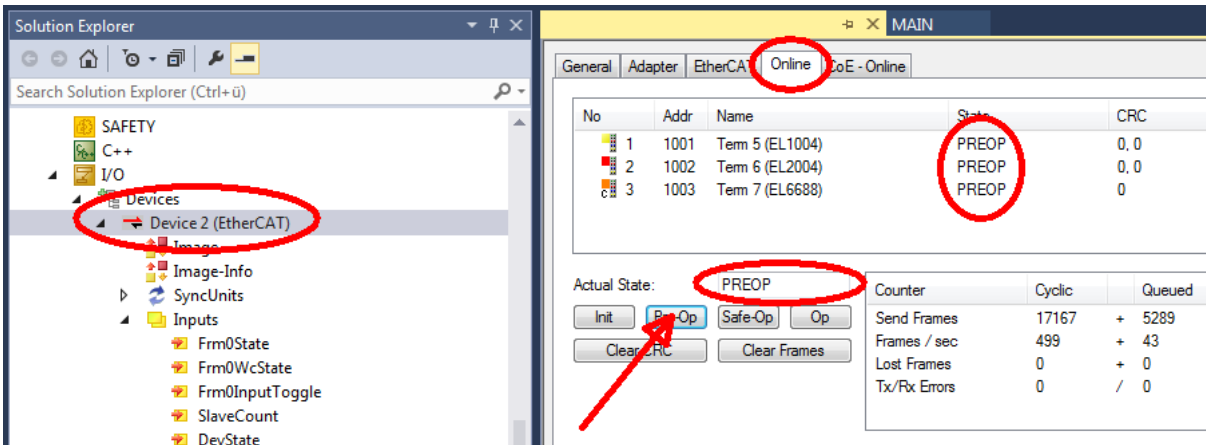 Solution Explorer
Search Solution Explorer (Ctrl+ü)
SAFETY
C++
I/O
Devices
Device 2 (EtherCAT)
Image
Image-Info
SyncUnits
Inputs
Frm0State
Frm0WcState
Frm0InputToggle
SlaveCount
DevState
MAIN
General Adapter EtherCAT Online CoE - Online
No Addr Name State CRC
1 1001 Term 5 (EL1004) PREOP 0, 0
2 1002 Term 6 (EL2004) PREOP 0, 0
3 1003 Term 7 (EL6688) PREOP 0
Actual State: PREOP
Init Pre-Op Safe-Op Op
Clear CRC Clear Frames
Counter Cyclic Queued
Send Frames 17167 + 5289
Frames / sec 499 + 43
Lost Frames 0 + 0
Tx/Rx Errors 0 / 0